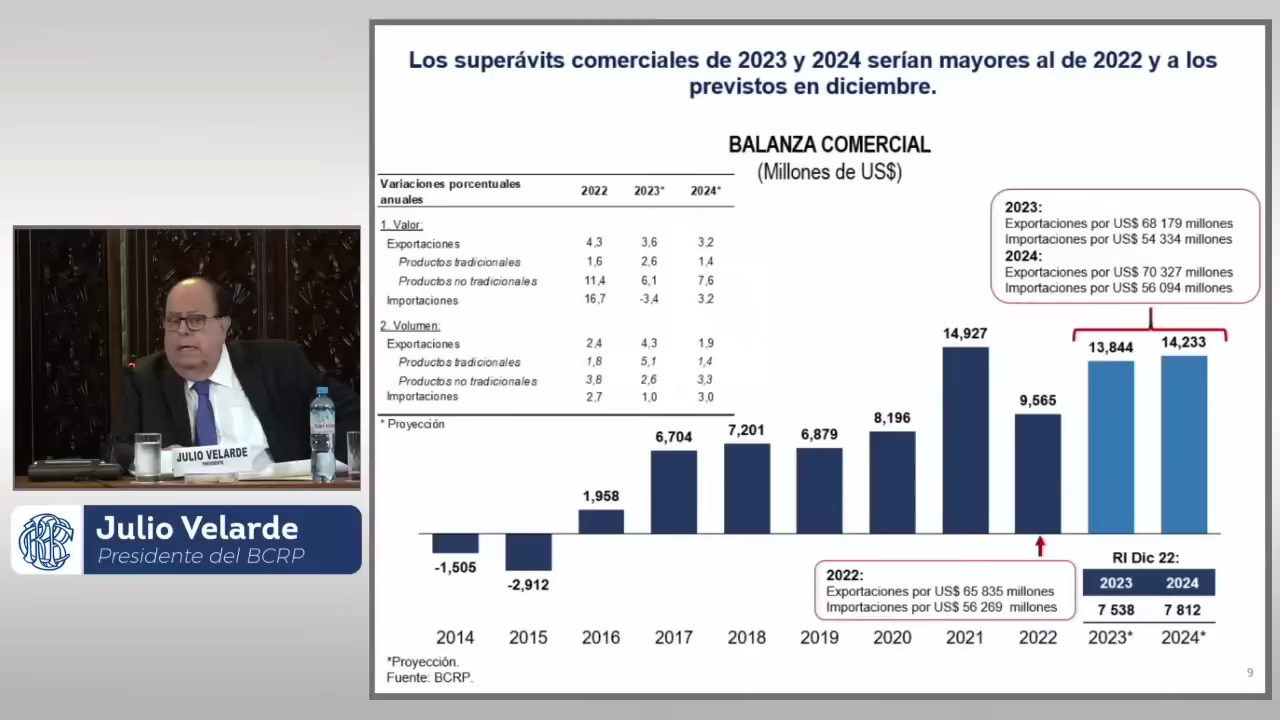 Los superávits comerciales de 2023 y 2024 serían mayores al de 2022 y a los
previstos en diciembre.
BALANZA COMERCIAL
(Millones de US$)
Variaciones porcentuales anuales 2022 2023* 2024*
1. Valor:
Exportaciones 4,3 3,6 3,2
Productos tradicionales 1,6 2,6 1,4
Productos no tradicionales 11,4 6,1 7,6
Importaciones 16,7 -3,4 3,2
2. Volumen:
Exportaciones 2,4 4,3 1,9
Productos tradicionales 1,8 5,1 1,4
Productos no tradicionales 3,8 2,6 3,3
Importaciones 2,7 1,0 3,0
* Proyección
2023:
Exportaciones por US$ 68 179 millones
Importaciones por US$ 54 334 millones
2024:
Exportaciones por US$ 70 327 millones
Importaciones por US$ 56 094 millones
-1,505
-2,912
1,958
6,704
7,201
6,879
8,196
14,927
9,565
13,844
14,233
2022:
Exportaciones por US$ 65 835 millones
Importaciones por US$ 56 269 millones
RI Dic 22:
2023 2024
7 538 7 812
2014 2015 2016 2017 2018 2019 2020 2021 2022 2023* 2024*
*Proyección.
Fuente: BCRP.
9
JULIO VELARDE
PRESIDENTE
Julio Velarde
Presidente del BCRP